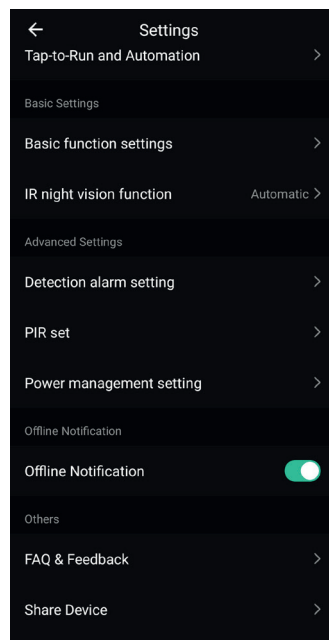 Settings
Tap-to-Run and Automation
Basic Settings
Basic function settings
IR night vision function Automatic
Advanced Settings
Detection alarm setting
PIR set
Power management setting
Offline Notification
Offline Notification
Others
FAQ & Feedback
Share Device